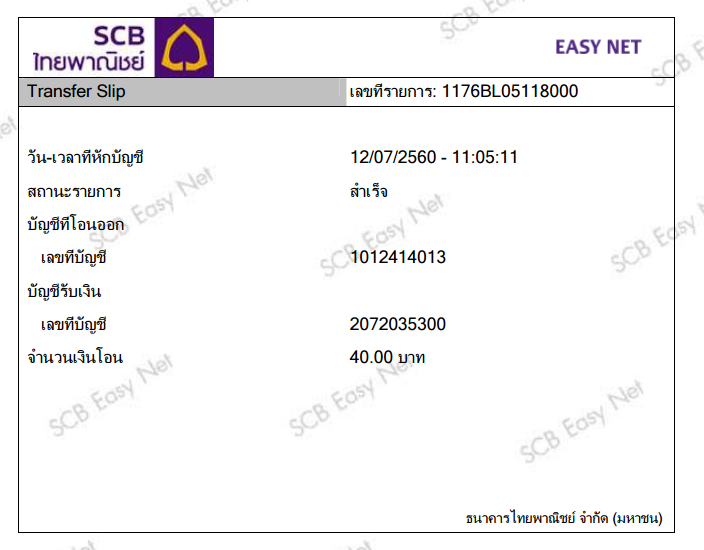 SCB
ไทยพาณิชย์
EASY NET
Transfer Slip
เลขที่รายการ: 1176BL05118000
วัน-เวลาที่หักบัญชี 12/07/2560 - 11:05:11
สถานะรายการ สำเร็จ
บัญชีที่โอนออก
เลขที่บัญชี 1012414013
บัญชีรับเงิน
เลขที่บัญชี 2072035300
จำนวนเงินโอน 40.00 บาท
ธนาคารไทยพาณิชย์ จำกัด (มหาชน)
SCB Easy Net
SCB Easy Net
SCB Easy Net
SCB Easy Net
SCB Easy Net
SCB Easy Net